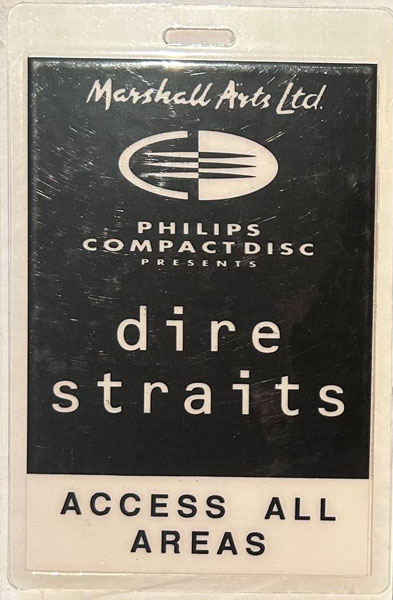 Marshall Arts Ltd.
PHILIPS
COMPACT DISC
PRESENTS
dire
straits
ACCESS ALL
AREAS